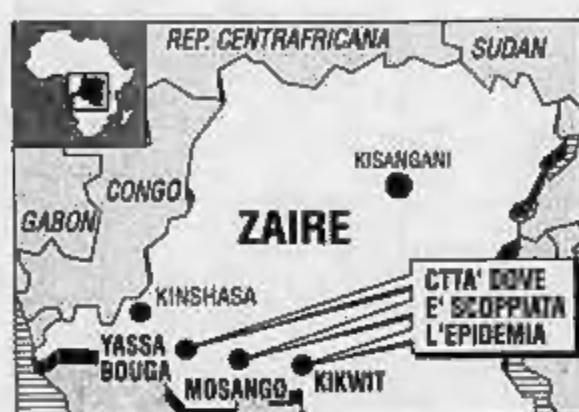 REP. CENTRAFRICANA
SUDAN
KISANGANI
CONGO
GABON
ZAIRE
KINSHASA
CTTA' DOVE
E' SCOPPIATA
L'EPIDEMIA
YASSA
BOUGA
MOSANGO
KIKWIT